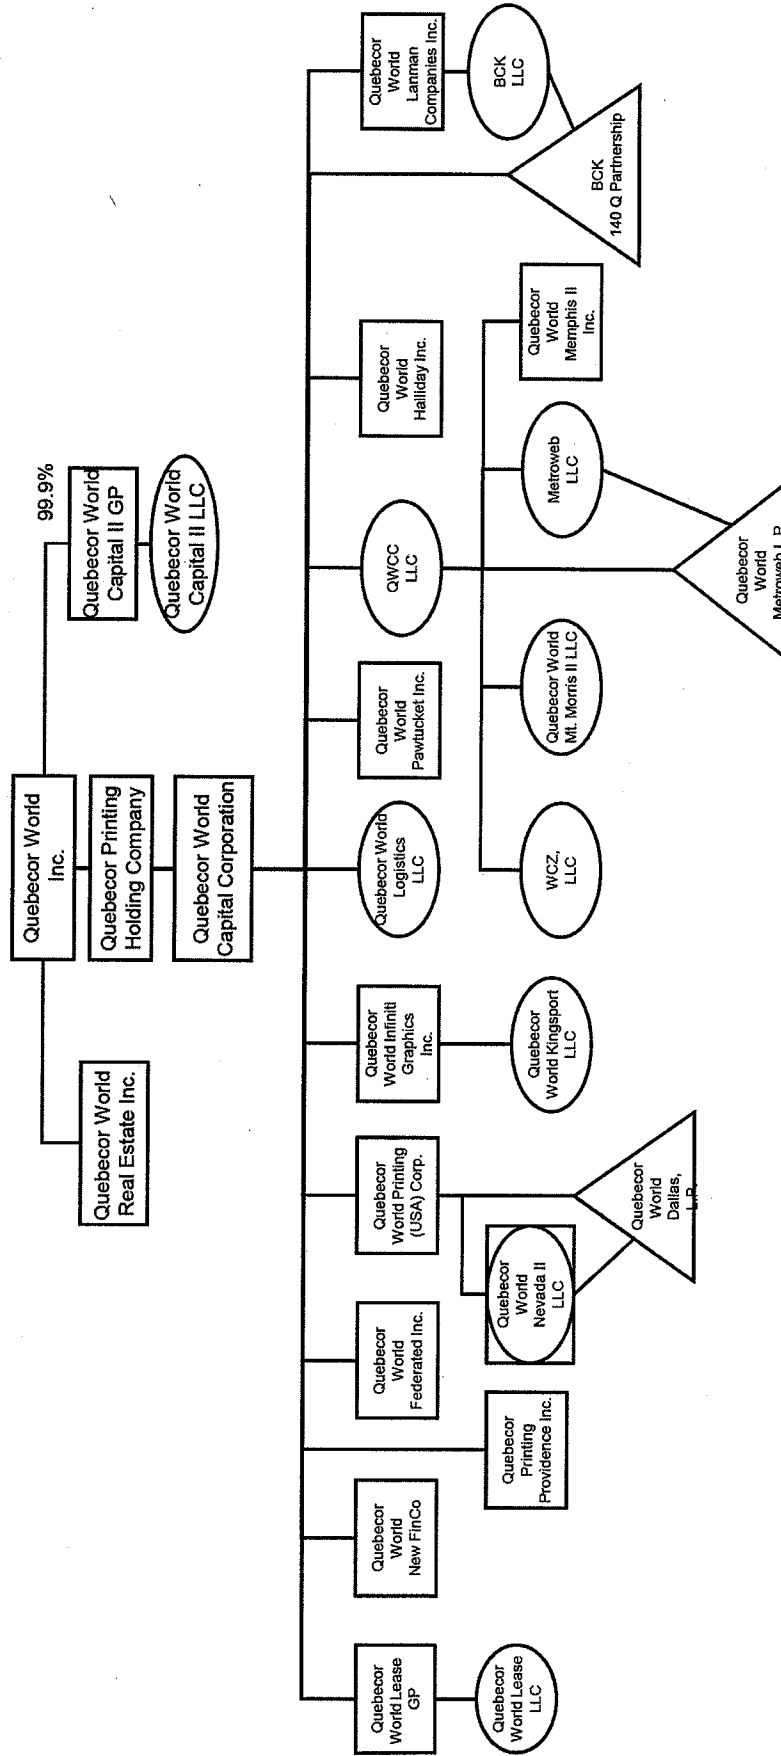 99.9%
Quebecor World
Inc.
Quebecor World
Real Estate Inc.
Quebecor Printing
Holding Company
Quebecor World
Capital II GP
Quebecor World
Capital II LLC
Quebecor World
Capital Corporation
Quebecor
World Lease
GP
Quebecor
World
New FinCo
Quebecor
World
Federated Inc.
Quebecor
World Printing
(USA) Corp.
Quebecor
World Infiniti
Graphics
Inc.
Quebecor World
Logistics
LLC
Quebecor
World
Pawtucket Inc.
QWCC
LLC
Quebecor
World
Halliday Inc.
Quebecor
World
Lanman
Companies Inc.
Quebecor
World Lease
LLC
Quebecor
Printing
Providence Inc.
Quebecor
World
Nevada II
LLC
Quebecor
World Kingsport
LLC
WCZ,
LLC
Quebecor World
Mt. Morris II LLC
Metroweb
LLC
Quebecor
World
Memphis II
Inc.
BCK
LLC
Quebecor
World
Dallas,
L.P.
BCK
140 Q Partnership
Quebecor
World
Metroweb L.P.